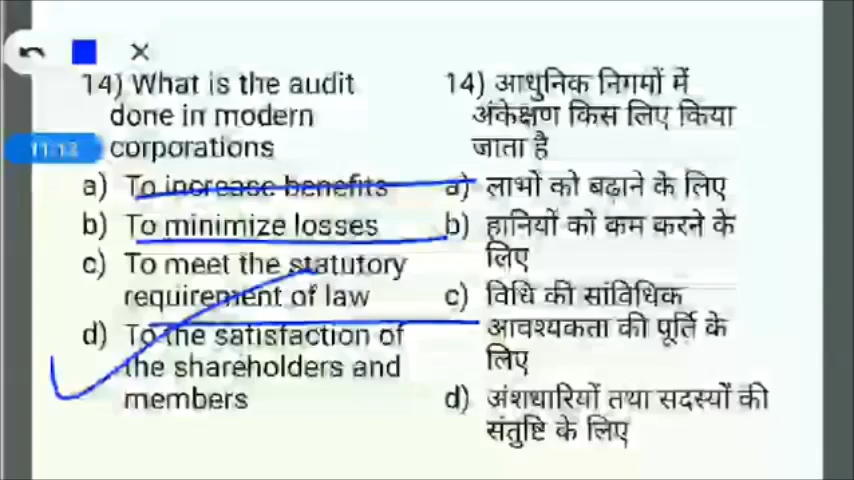 14) What is the audit
done in modern
corporations
a) To increase benefits
b) To minimize losses
c) To meet the statutory
requirement of law
d) To the satisfaction of
the shareholders and
members
14) आधुनिक निगमों में
अंकेक्षण किस लिए किया
जाता है
a) लाभों को बढ़ाने के लिए
b) हानियों को कम करने के
लिए
c) विधि की सांविधिक
आवश्यकता की पूर्ति के
लिए
d) अंशधारियों तथा सदस्यों की
संतुष्टि के लिए